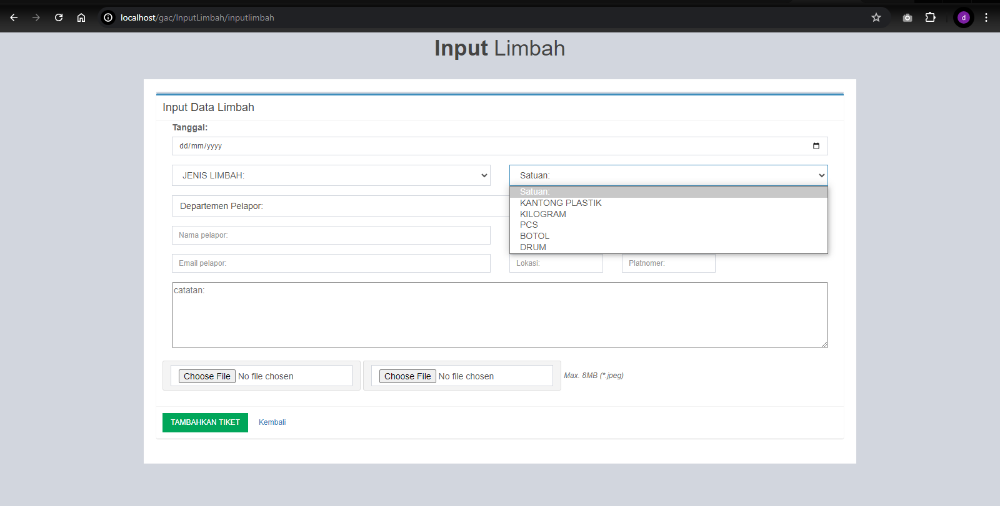 localhost/gac/InputLimbah/inputlimbah
d
Input Limbah
Input Data Limbah
Tanggal:
dd/mm/yyyy
JENIS LIMBAH:
Satuan:
Satuan:
KANTONG PLASTIK
KILOGRAM
PCS
BOTOL
DRUM
Departemen Pelapor:
Nama pelapor:
Email pelapor:
Lokasi:
Platnomer:
catatan:
Choose File No file chosen
Choose File No file chosen
Max. 8MB (*.jpeg)
TAMBAHKAN TIKET
Kembali